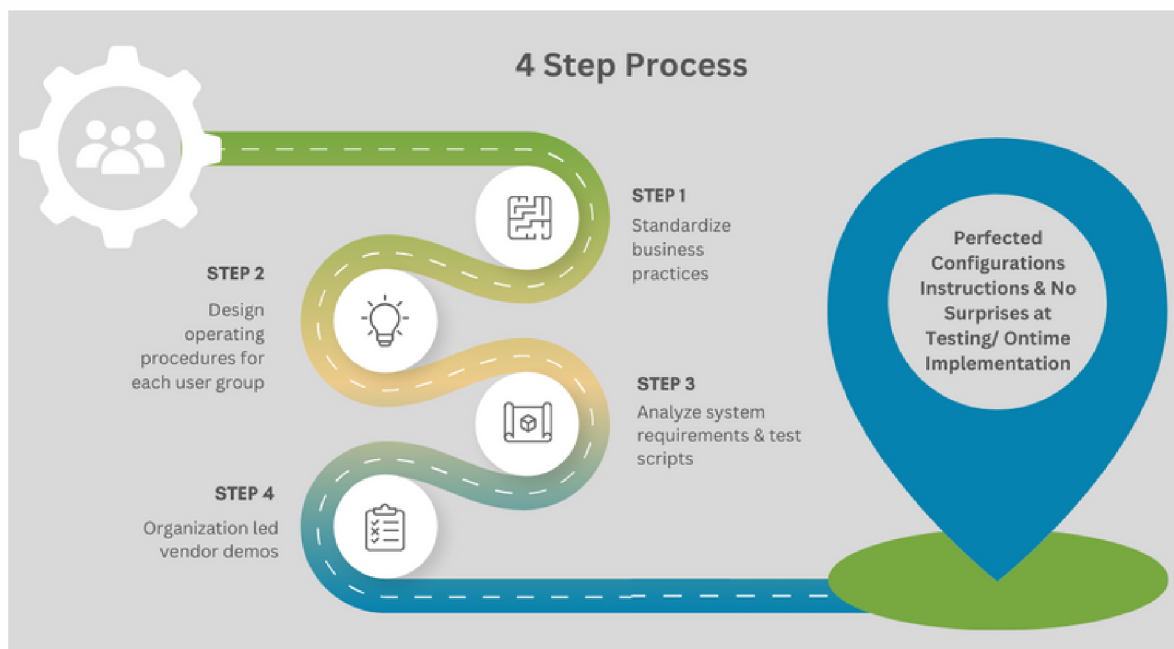 4 Step Process
STEP 1
Standardize
business
practices
STEP 2
Design
operating
procedures for
each user group
STEP 3
Analyze system
requirements & test
scripts
STEP 4
Organization led
vendor demos
Perfected
Configurations
Instructions & No
Surprises at
Testing/ Ontime
Implementation